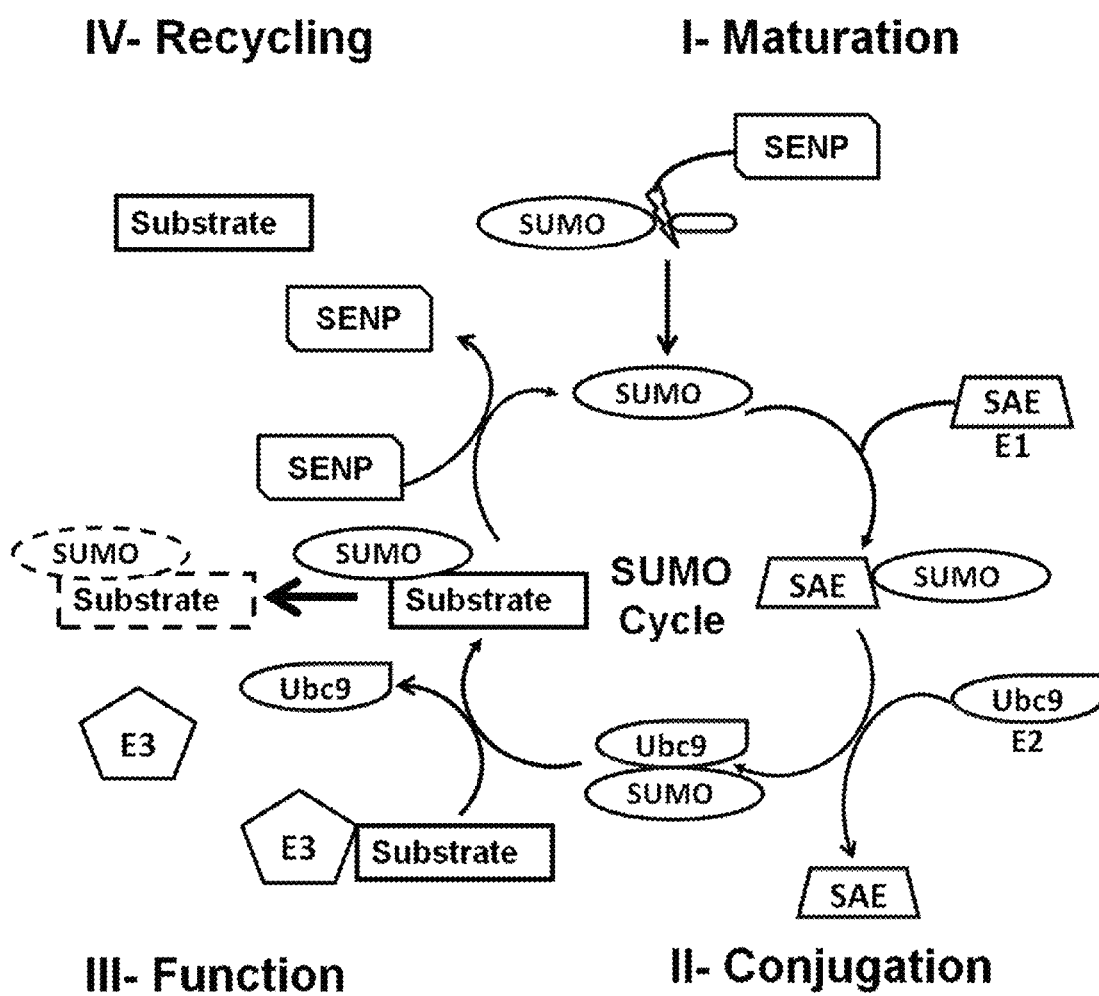 IV- Recycling
I- Maturation
SENP
Substrate
SUMO
SENP
SUMO
SAE
E1
SENP
SUMO
Substrate
SUMO
Substrate
SUMO
Cycle
SAE
SUMO
Ubc9
E3
Ubc9
SUMO
Ubc9
E2
E3
Substrate
SAE
III- Function
II- Conjugation